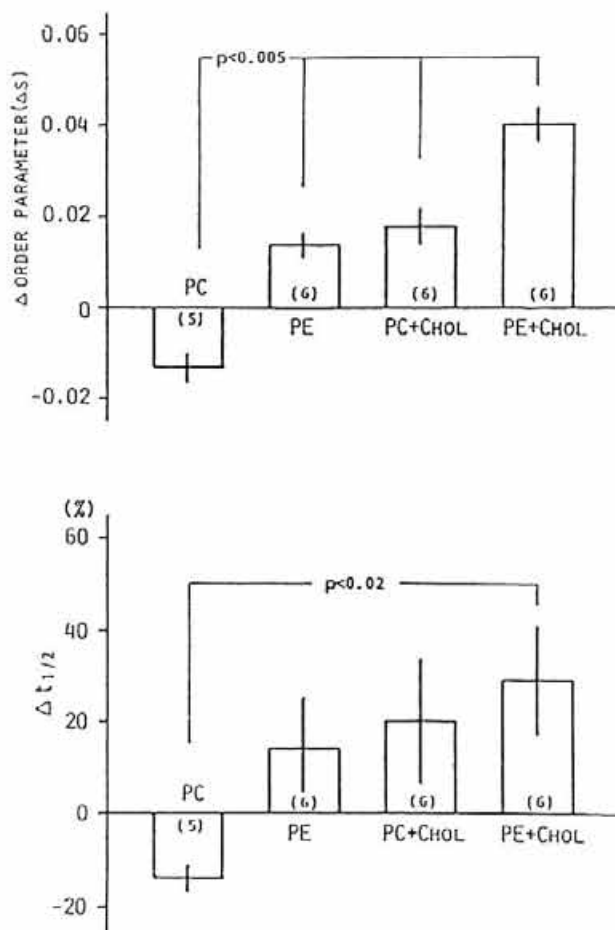 0.06
p<0.005
0.04
Δ ORDER PARAMETER(ΔS)
0.02
PC
(6) (6) (6)
0
(5)
PE PC+CHOL PE+CHOL
-0.02
(%)
60
p<0.02
40
Δt1/2
20
PC
(6) (6) (6)
0
(5)
PE PC+CHOL PE+CHOL
-20